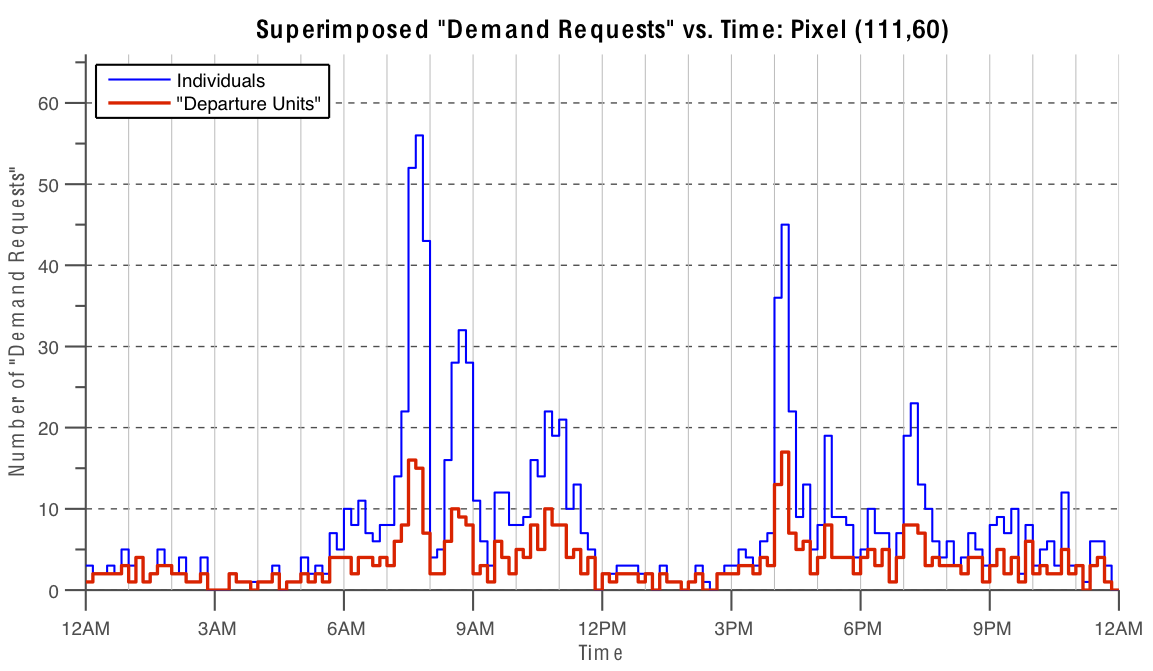 Superimposed "Demand Requests" vs. Time: Pixel (111,60)
Individuals
"Departure Units"
Number of "Demand Requests"
60
50
40
30
20
10
0
12AM 3AM 6AM 9AM 12PM 3PM 6PM 9PM 12AM
Time